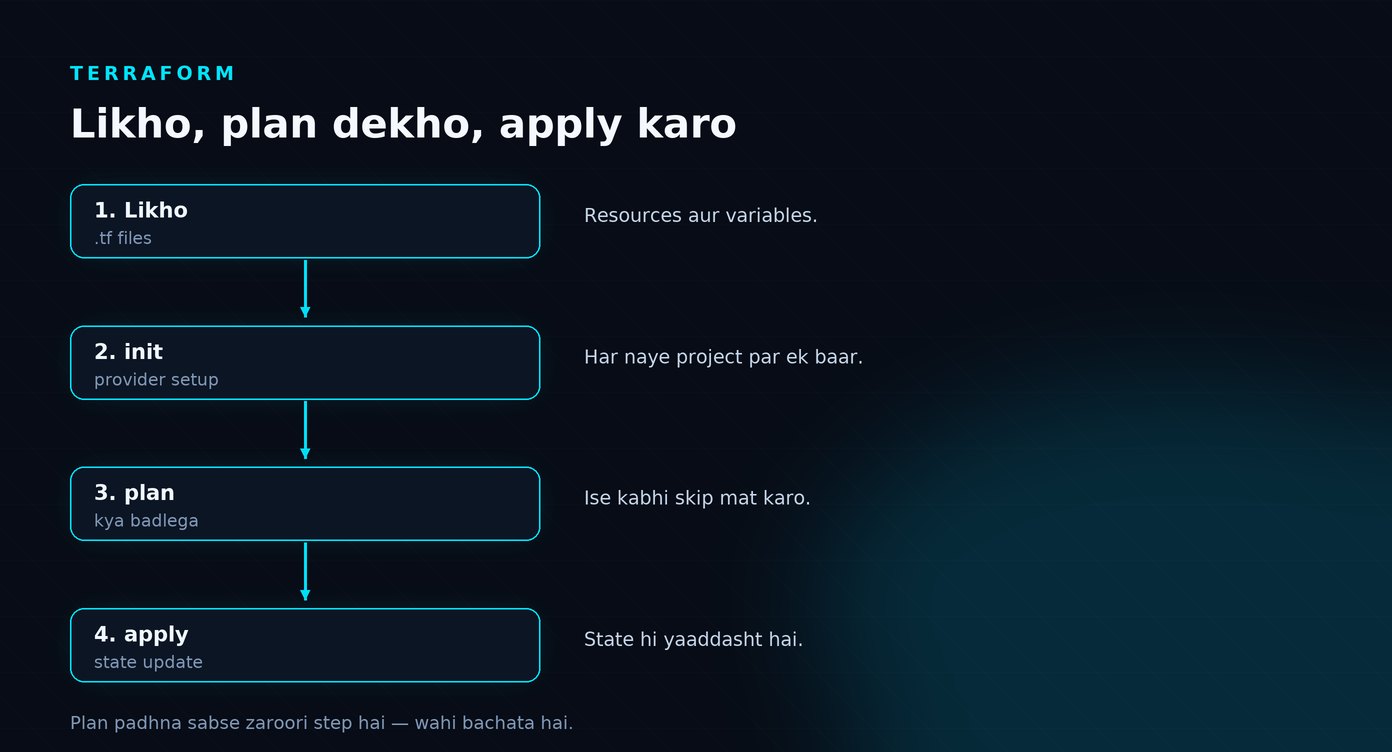 TERRAFORM
Likho, plan dekho, apply karo
1. Likho
.tf files
Resources aur variables.
2. init
provider setup
Har naye project par ek baar.
3. plan
kya badlega
Ise kabhi skip mat karo.
4. apply
state update
State hi yaaddasht hai.
Plan padhna sabse zaroori step hai — wahi bachata hai.